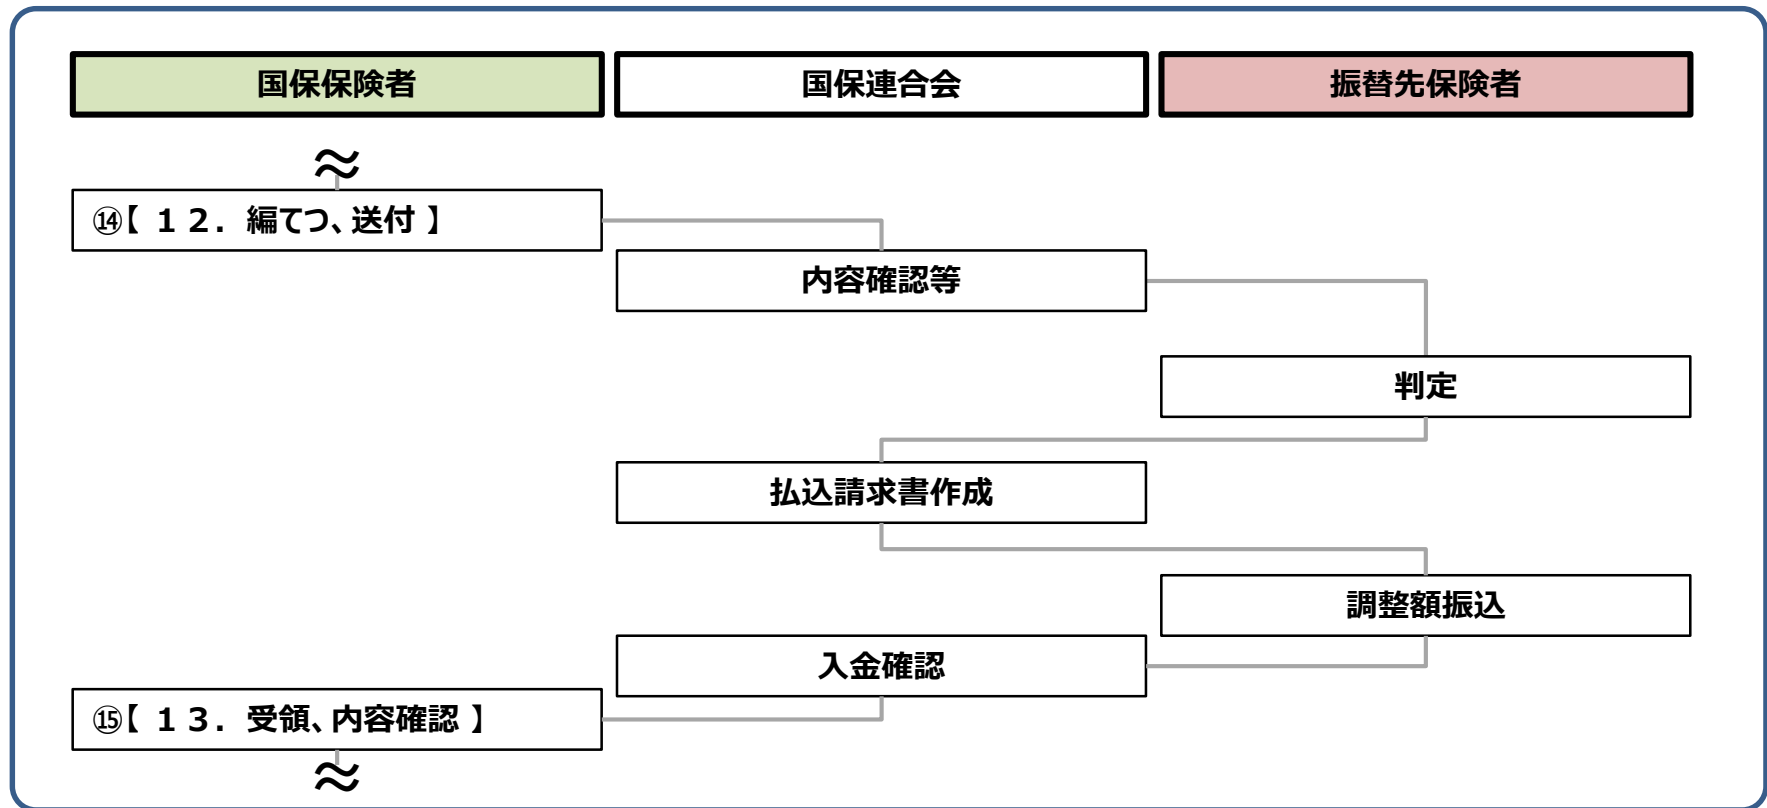 国保保険者
国保連合会
振替先保険者
≈
⑭【 12. 編てつ、送付 】
内容確認等
判定
払込請求書作成
調整額振込
入金確認
⑮【 13. 受領、内容確認 】
≈